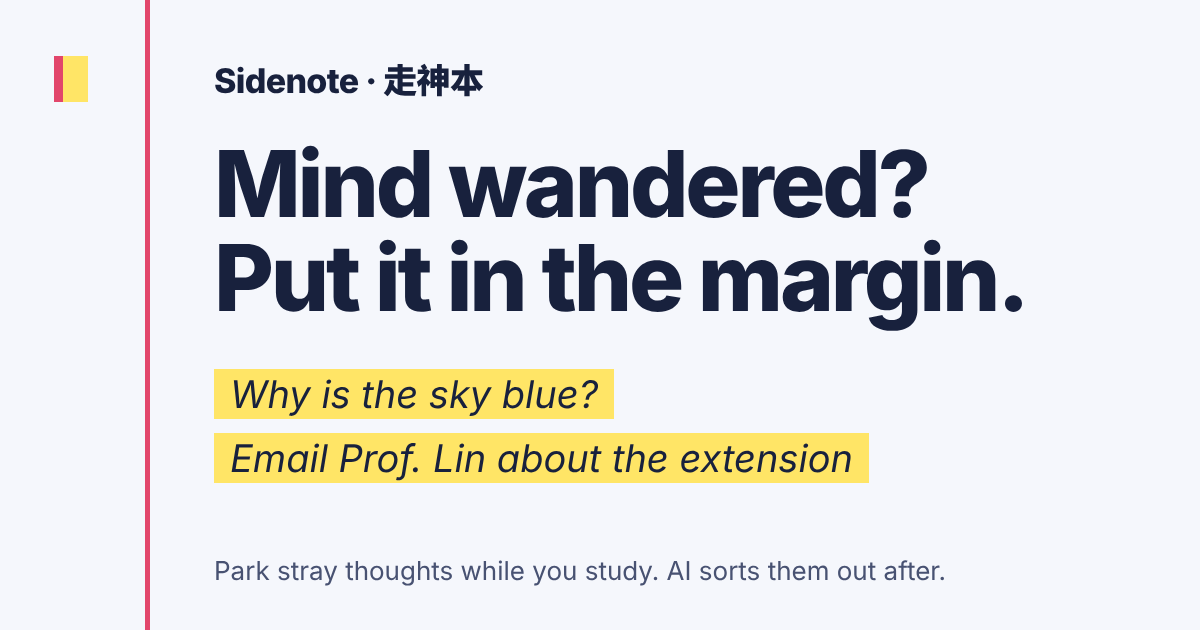 Sidenote · 走神本
Mind wandered?
Put it in the margin.
Why is the sky blue?
Email Prof. Lin about the extension
Park stray thoughts while you study. AI sorts them out after.